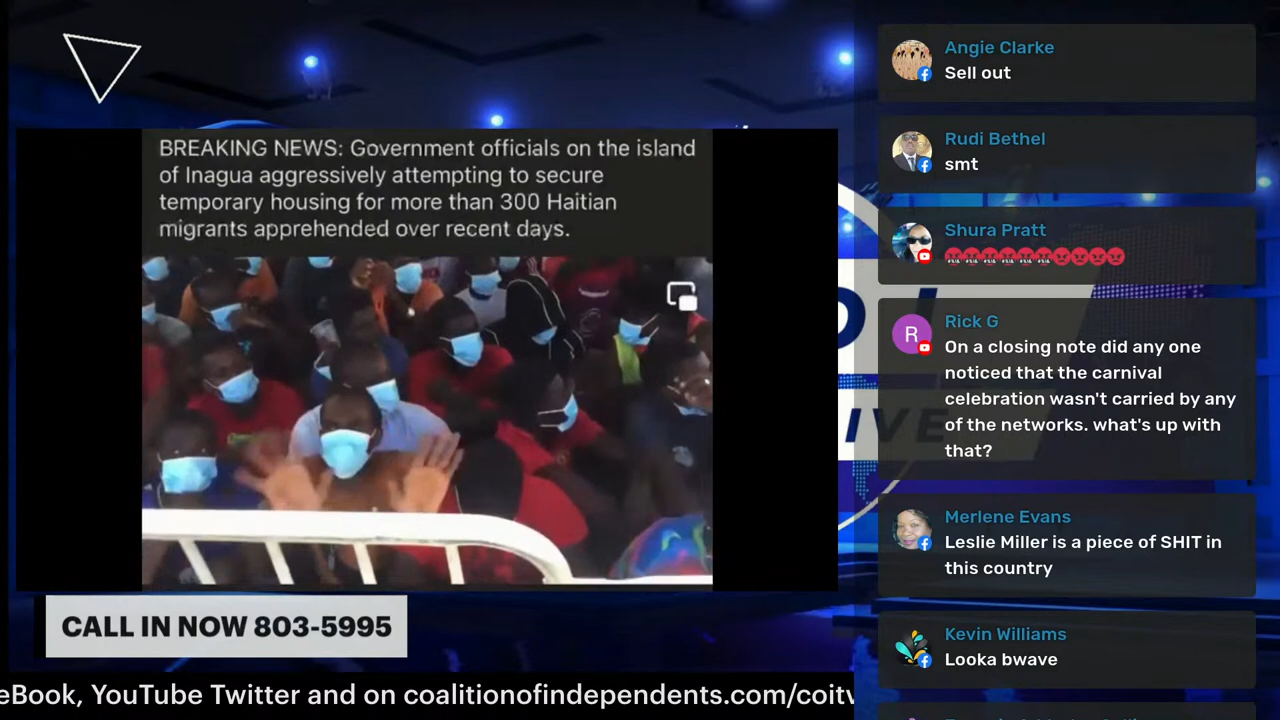 BREAKING NEWS: Government officials on the island
of Inagua aggressively attempting to secure
temporary housing for more than 300 Haitian
migrants apprehended over recent days.
CALL IN NOW 803-5995
eBook, YouTube Twitter and on coalitionofindependents.com/coitv
IVE
Angie Clarke
Sell out
Rudi Bethel
smt
Shura Pratt
🤬🤬🤬🤬🤬🤬😡😡😡😡
R
Rick G
On a closing note did any one
noticed that the carnival
celebration wasn't carried by any
of the networks. what's up with
that?
Merlene Evans
Leslie Miller is a piece of SHIT in
this country
Kevin Williams
Looka bwave